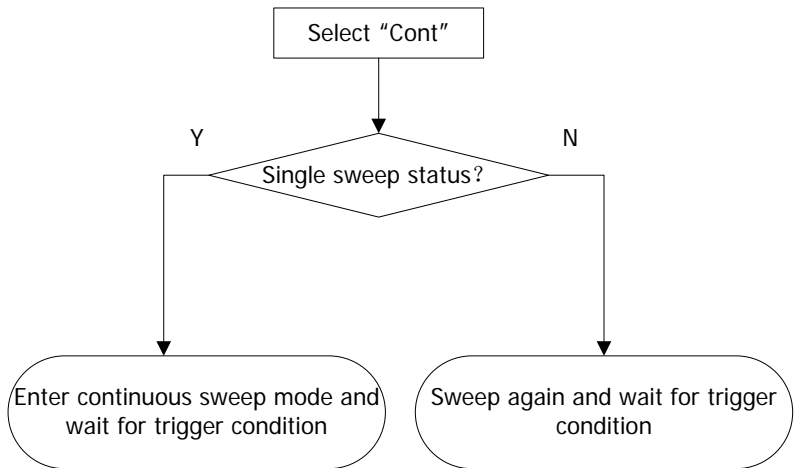 Select “Cont”
Y
N
Single sweep status？
Enter continuous sweep mode and
wait for trigger condition
Sweep again and wait for trigger
condition